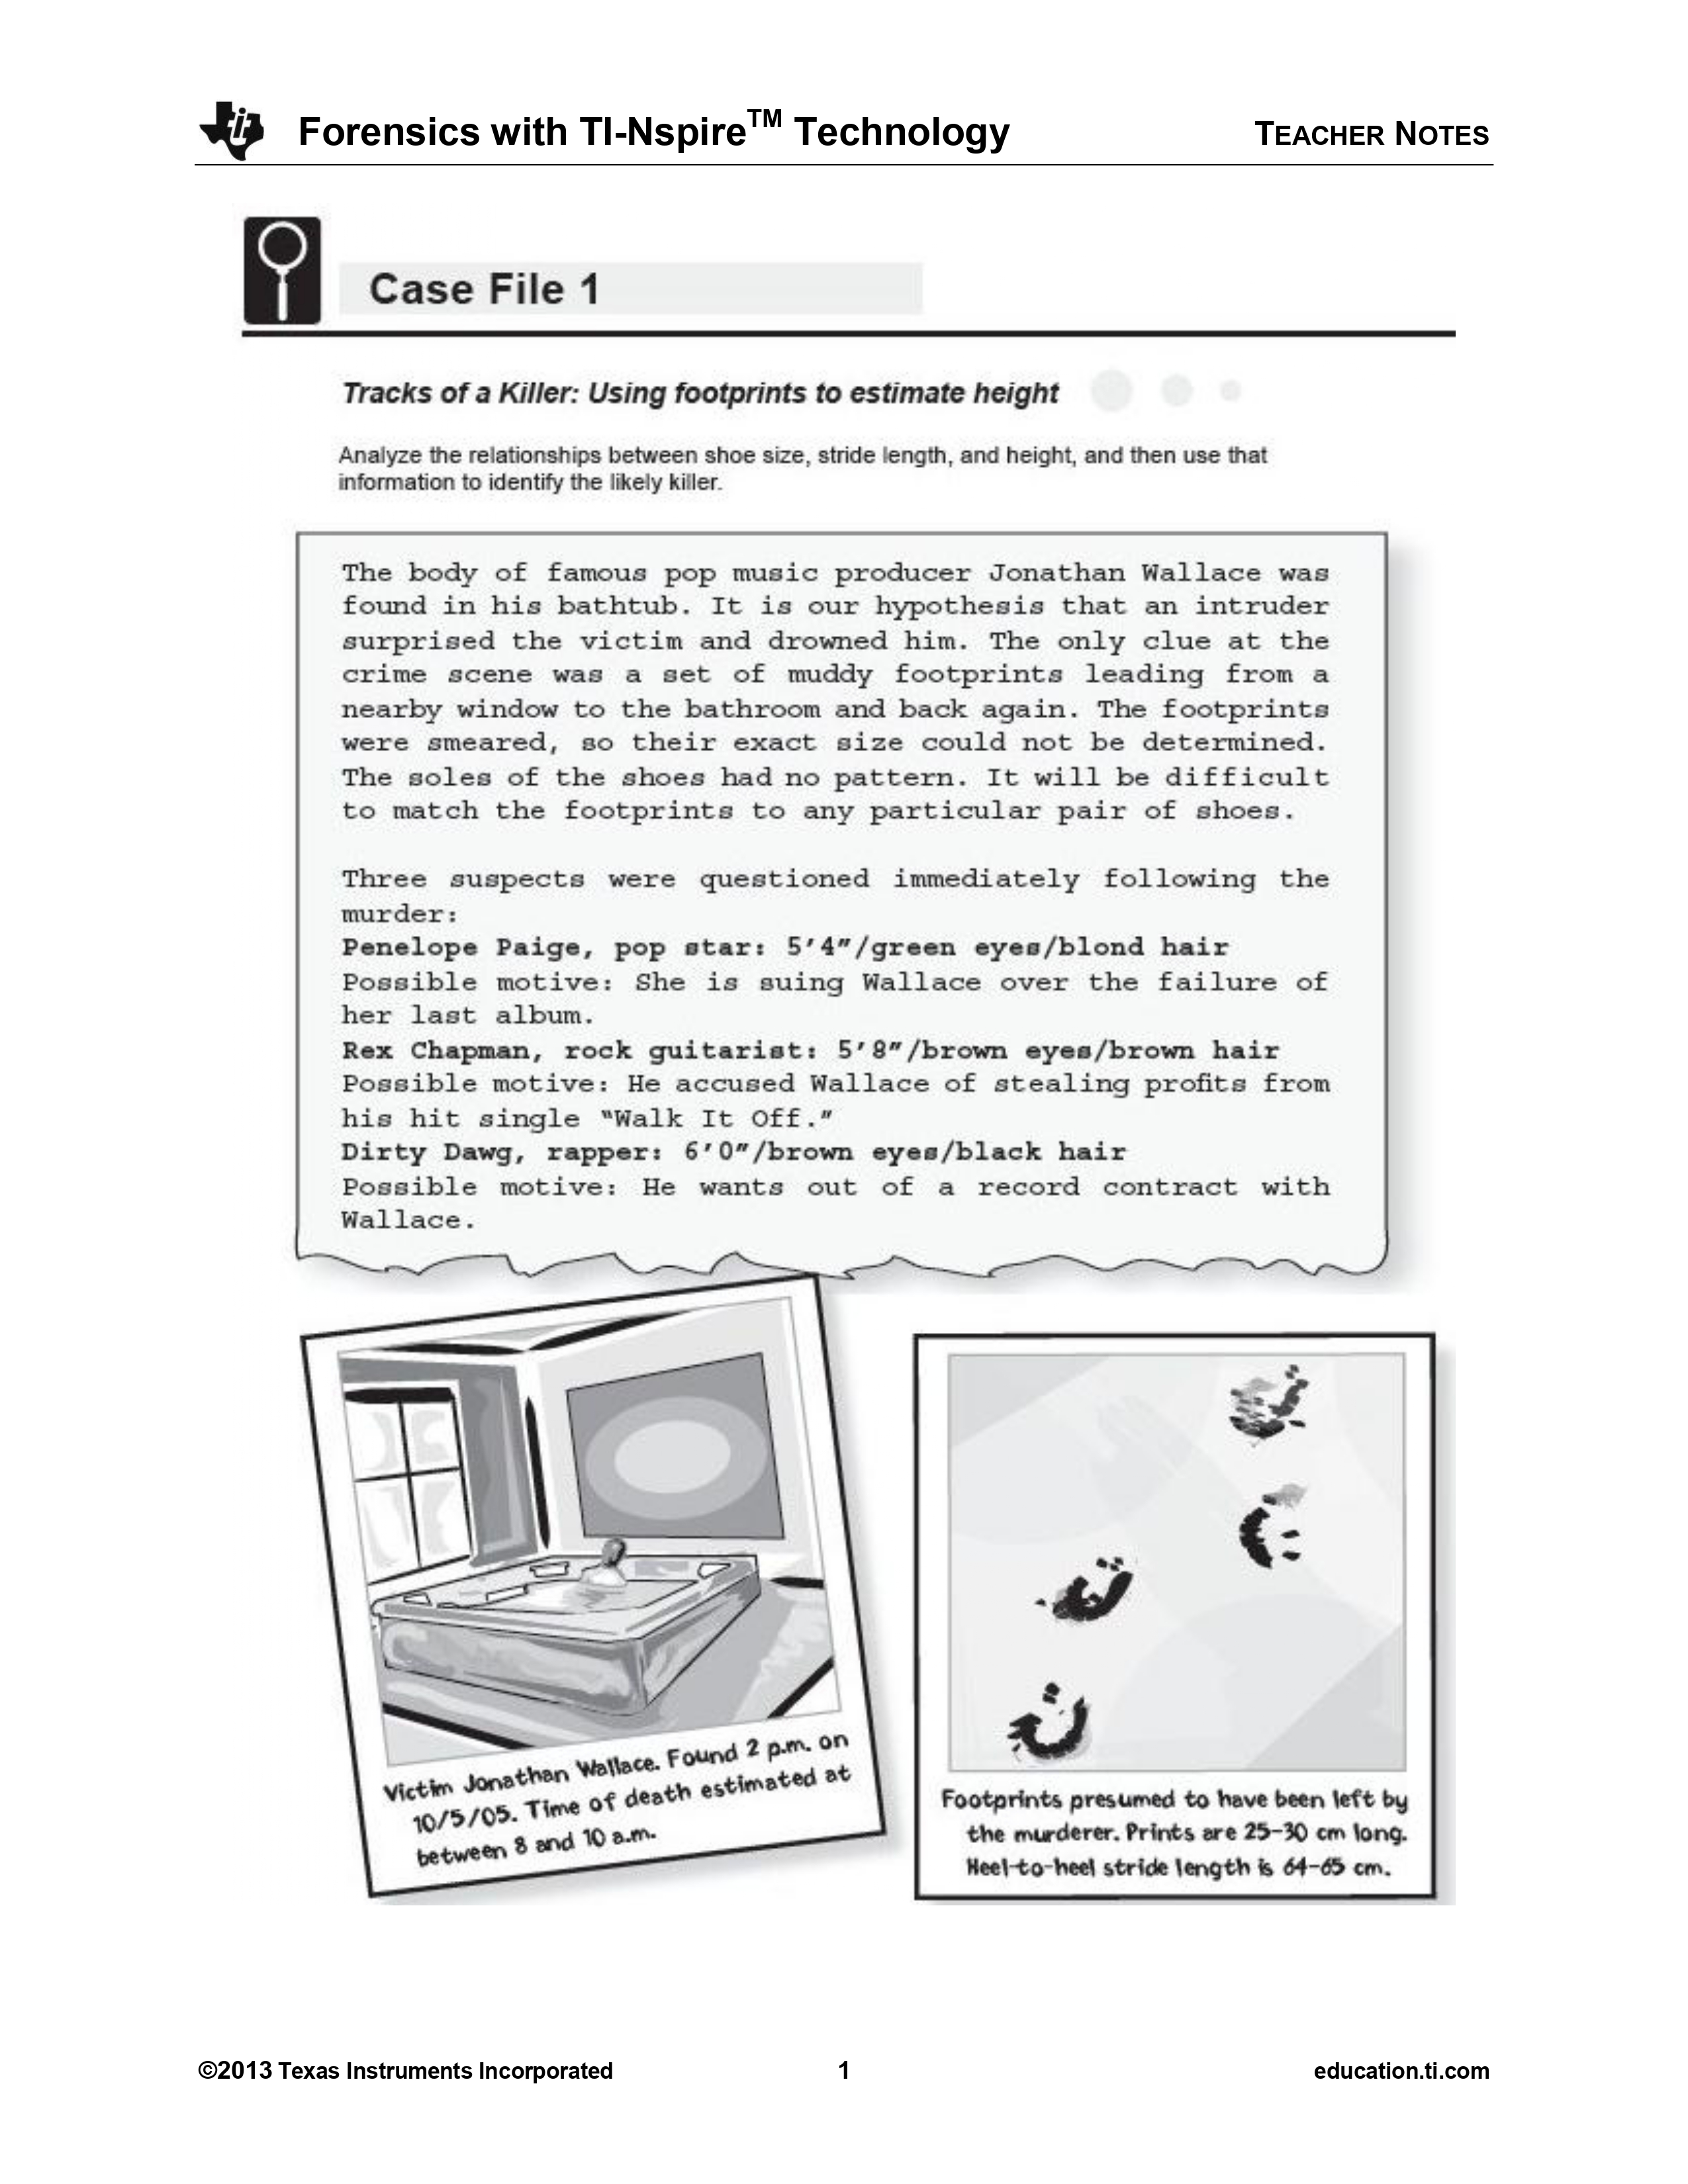 Forensics with TI-Nspire™ Technology
TEACHER NOTES
Case File 1
Tracks of a Killer: Using footprints to estimate height
Analyze the relationships between shoe size, stride length, and height, and then use that
information to identify the likely killer.
The body of famous pop music producer Jonathan Wallace was
found in his bathtub. It is our hypothesis that an intruder
surprised the victim and drowned him. The only clue at the
crime scene was a set of muddy footprints leading from a
nearby window to the bathroom and back again. The footprints
were smeared, so their exact size could not be determined.
The soles of the shoes had no pattern. It will be difficult
to match the footprints to any particular pair of shoes.
Three suspects were questioned immediately following the
murder:
Penelope Paige, pop star: 5’4”/green eyes/blond hair
Possible motive: She is suing Wallace over the failure of
her last album.
Rex Chapman, rock guitarist: 5’8”/brown eyes/brown hair
Possible motive: He accused Wallace of stealing profits from
his hit single “Walk It Off.”
Dirty Dawg, rapper: 6’0”/brown eyes/black hair
Possible motive: He wants out of a record contract with
Wallace.
Victim Jonathan Wallace. Found 2 p.m. on
10/5/05. Time of death estimated at
between 8 and 10 a.m.
Footprints presumed to have been left by
the murderer. Prints are 25-30 cm long.
Heel-to-heel stride length is 64-65 cm.
©2013 Texas Instruments Incorporated
1
education.ti.com